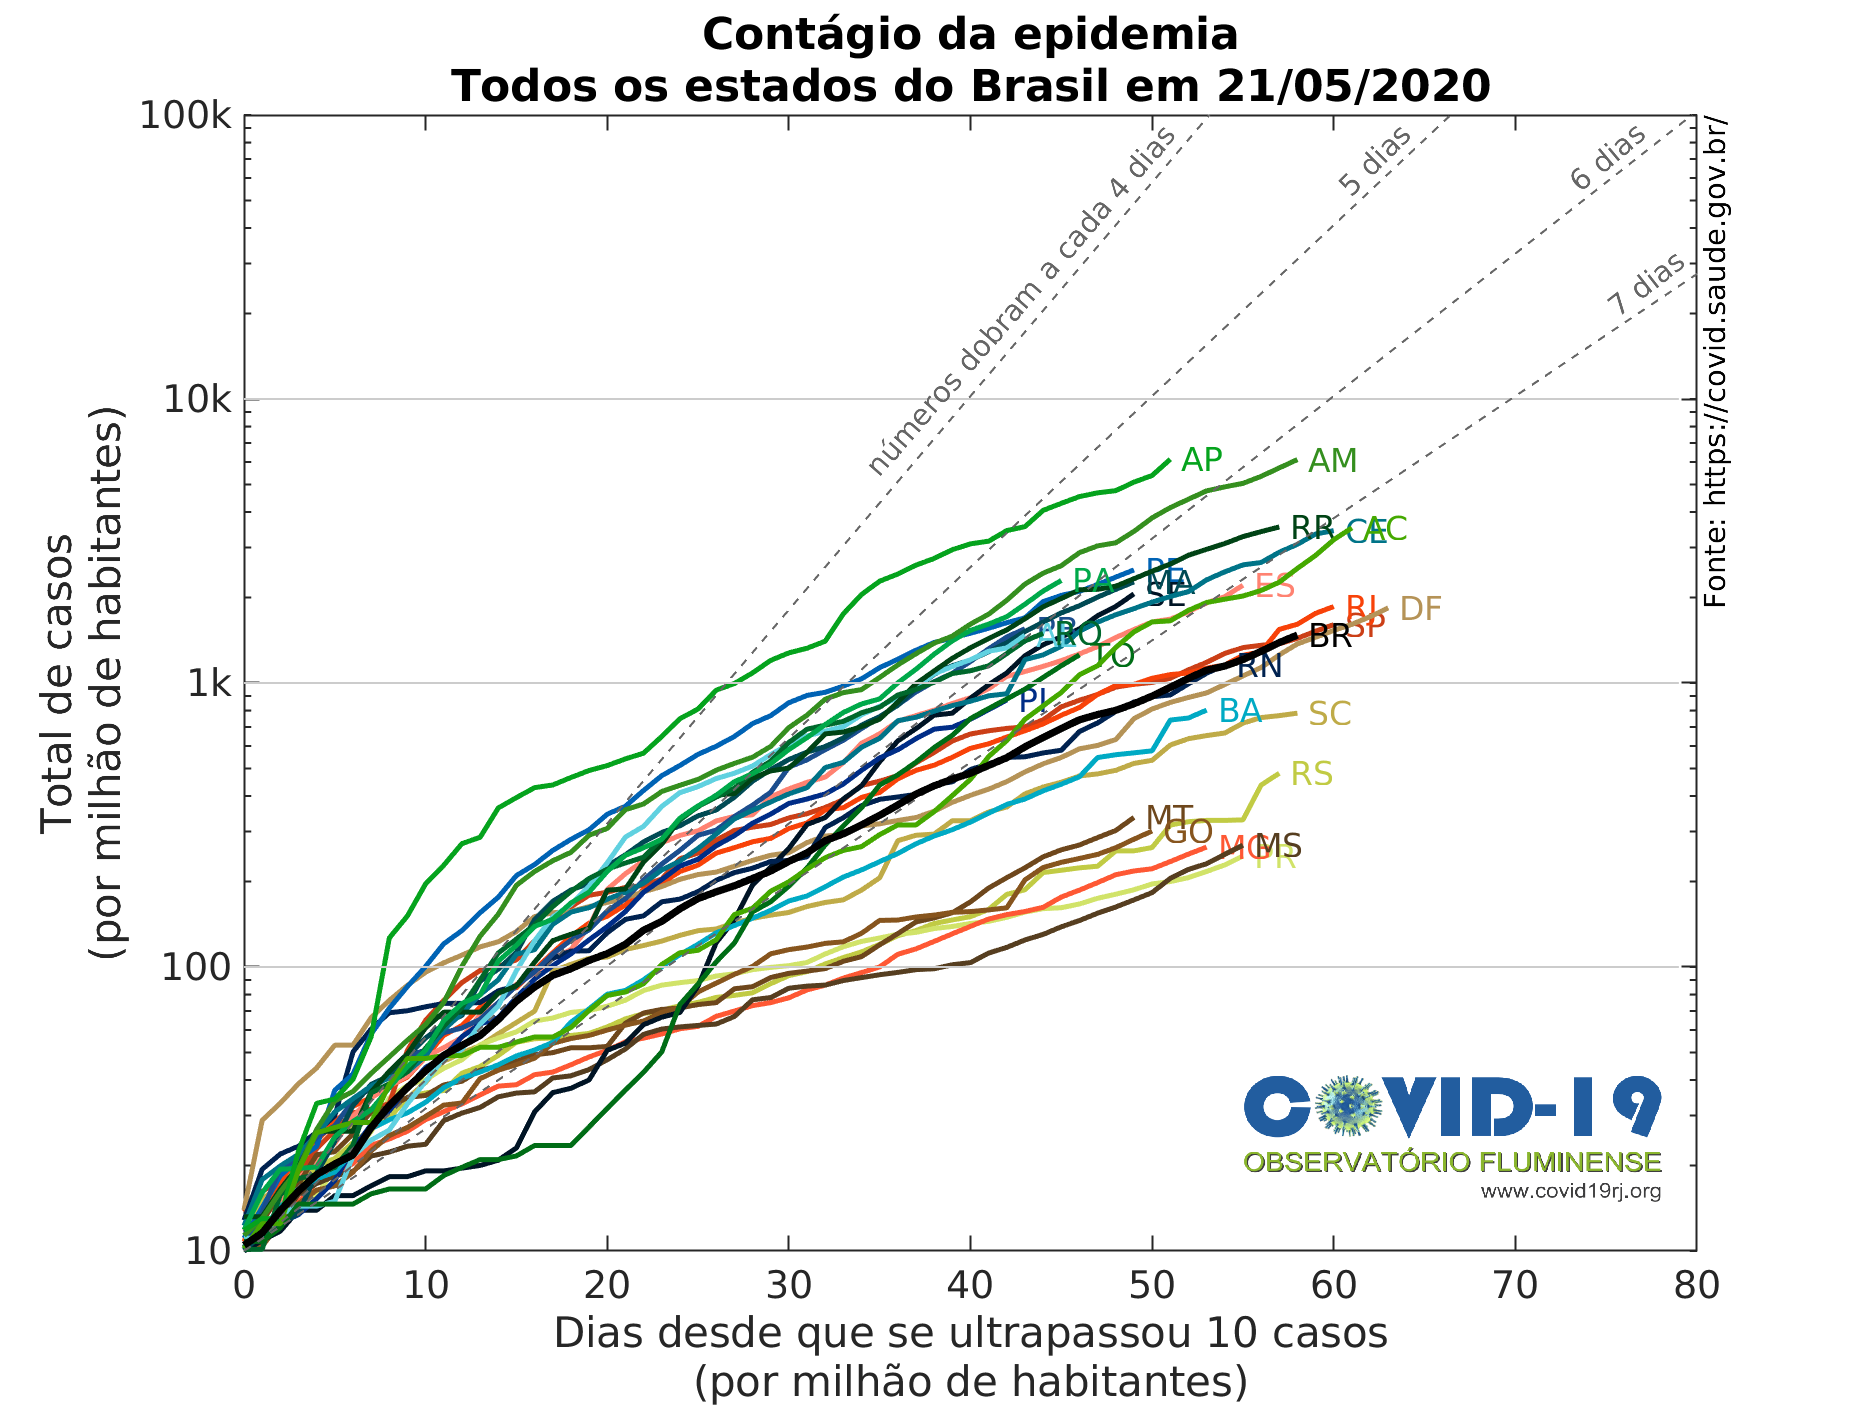 Contágio da epidemia
Todos os estados do Brasil em 21/05/2020
100k
10k
1k
100
10
Total de casos
(por milhão de habitantes)
0 10 20 30 40 50 60 70 80
Dias desde que se ultrapassou 10 casos
(por milhão de habitantes)
números dobram a cada 4 dias
5 dias
6 dias
7 dias
Fonte: https://covid.saude.gov.br/
AP
AM
RR
CE
AC
PA
PE
MA
SE
ES
RJ
SP
DF
BR
RO
TO
RN
PI
BA
SC
RS
MT
GO
MG
MS
PR
COVID-19
OBSERVATÓRIO FLUMINENSE
www.covid19rj.org